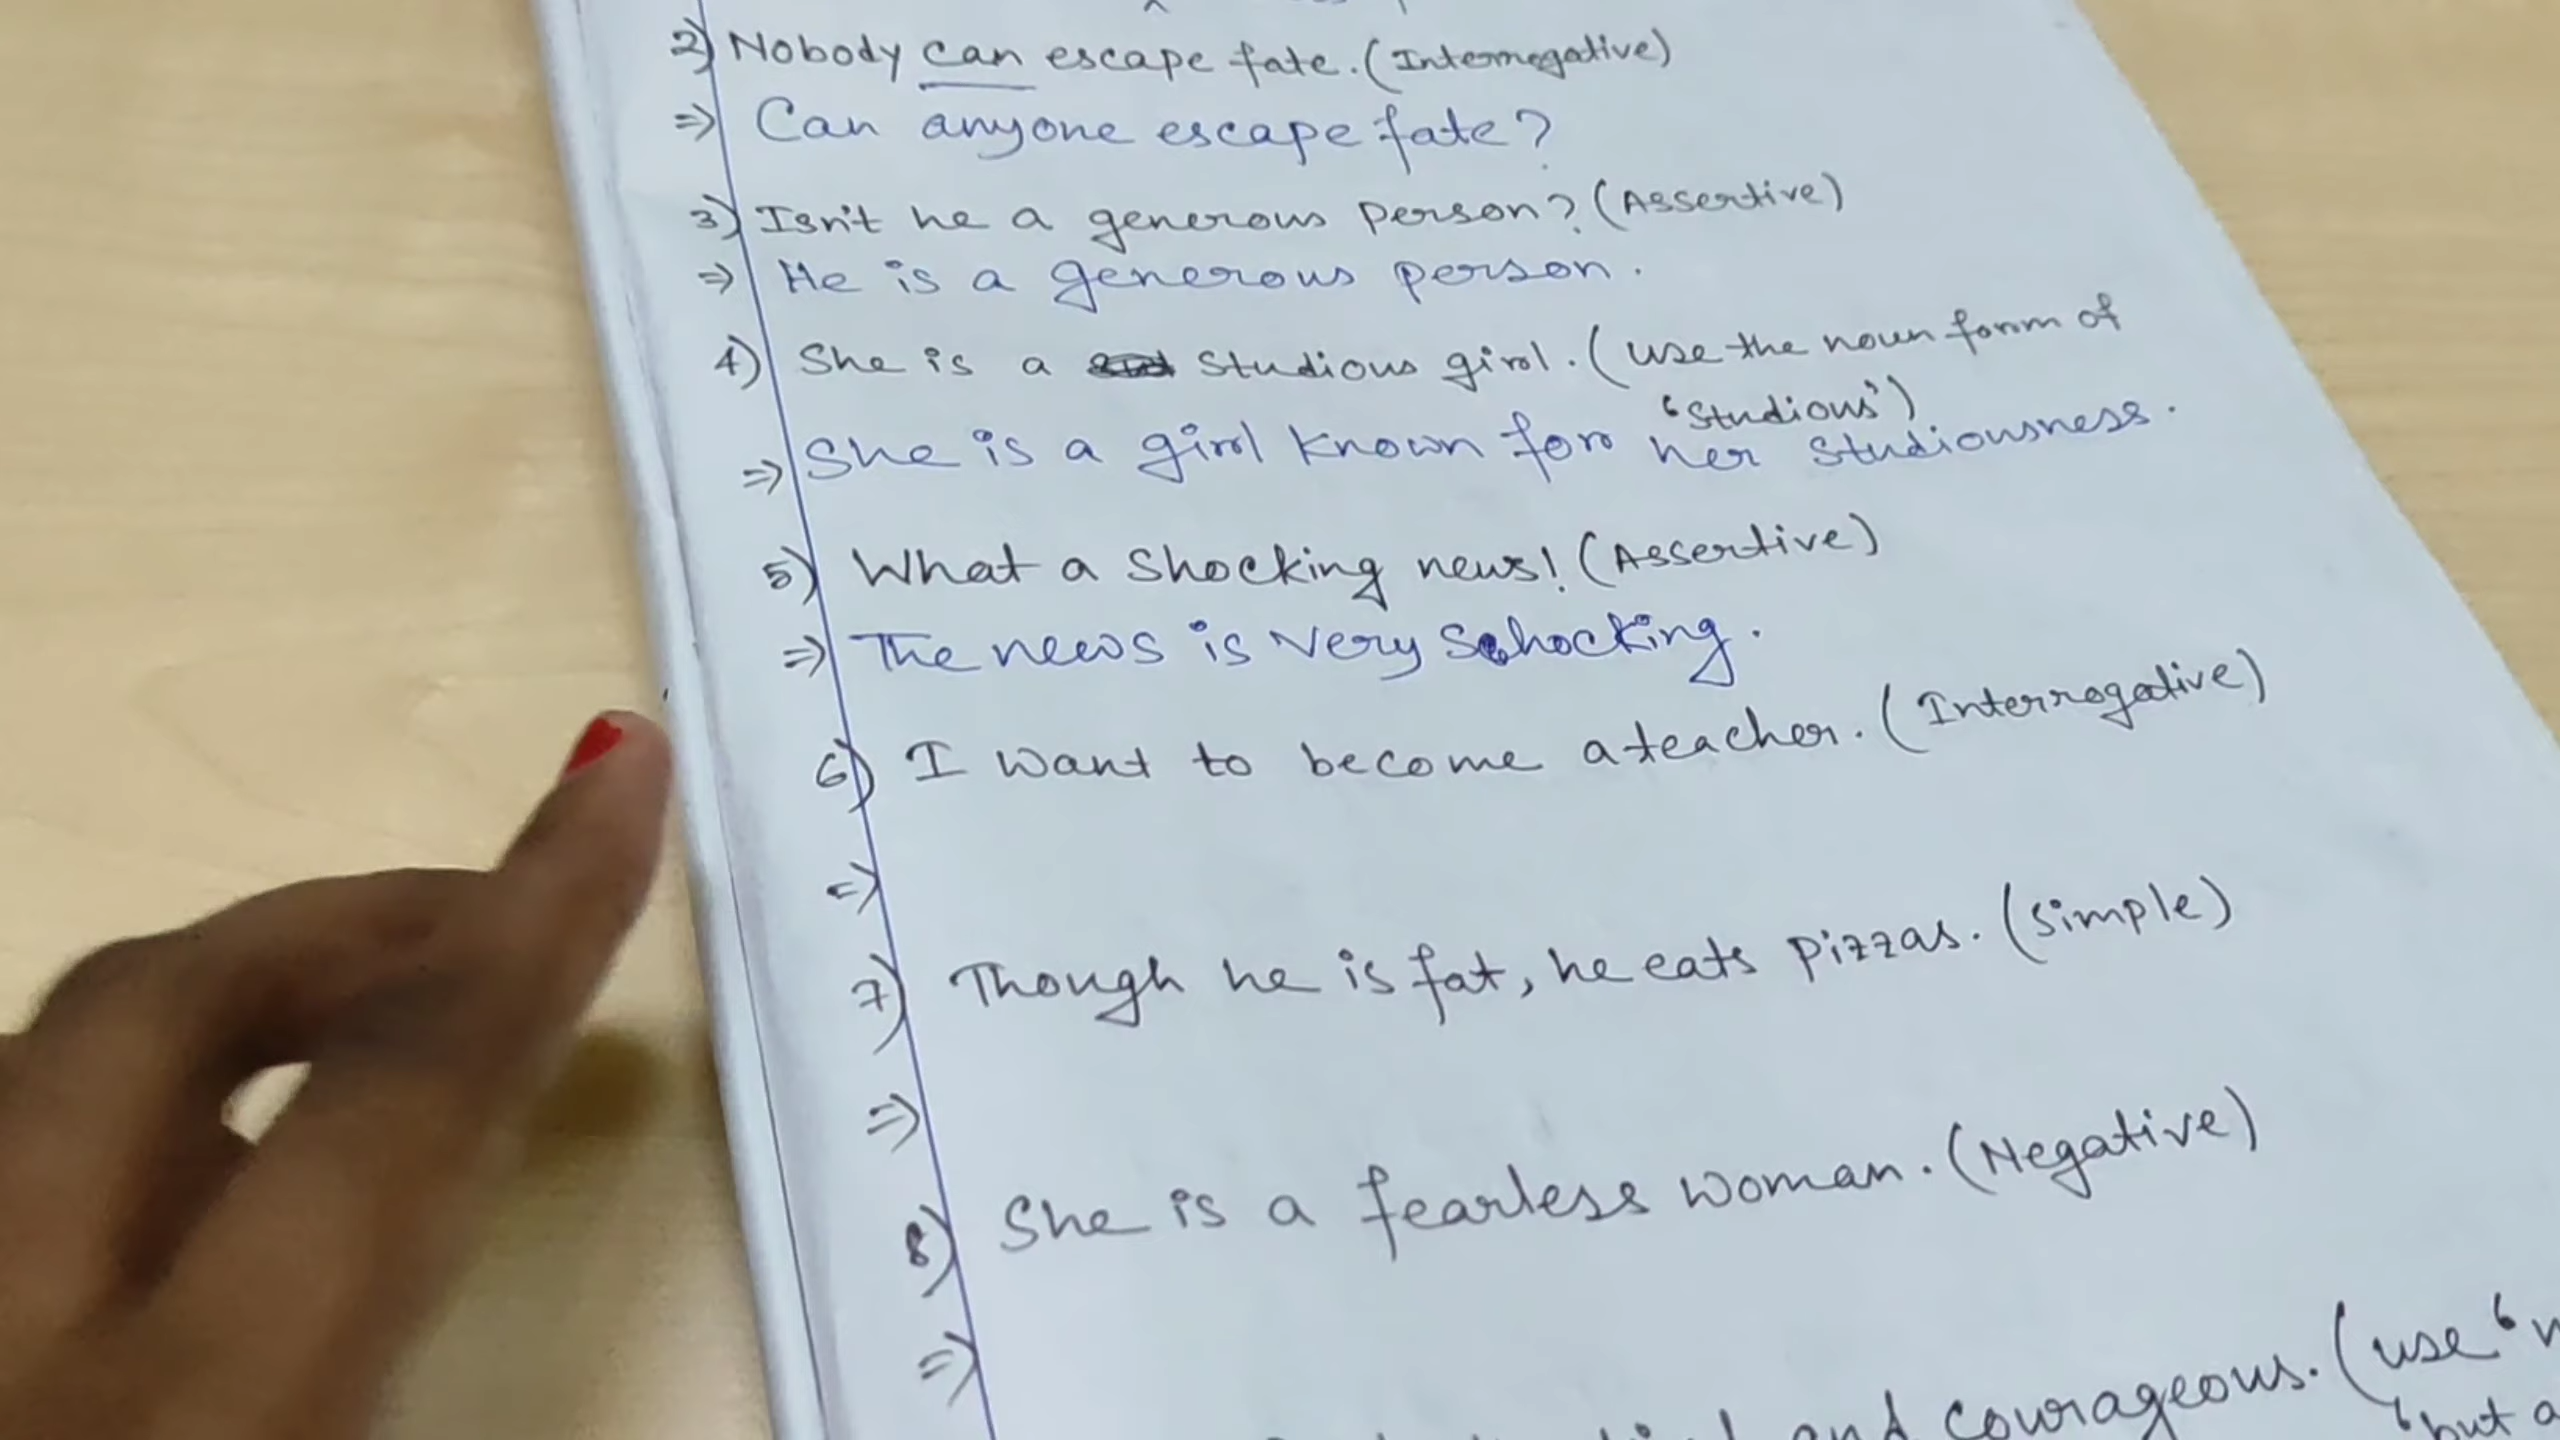 2) Nobody can escape fate. (Interrogative)
⇒ Can anyone escape fate?
3) Isn't he a generous person? (Assertive)
⇒ He is a generous person.
4) She is a studious girl. (use the noun form of
'studious')
⇒ She is a girl known for her studiousness.
5) What a shocking news! (Assertive)
⇒ The news is very shocking.
6) I want to become a teacher. (Interrogative)
⇒
7) Though he is fat, he eats pizzas. (simple)
⇒
8) She is a fearless woman. (Negative)
⇒
and courageous. (use '
'but